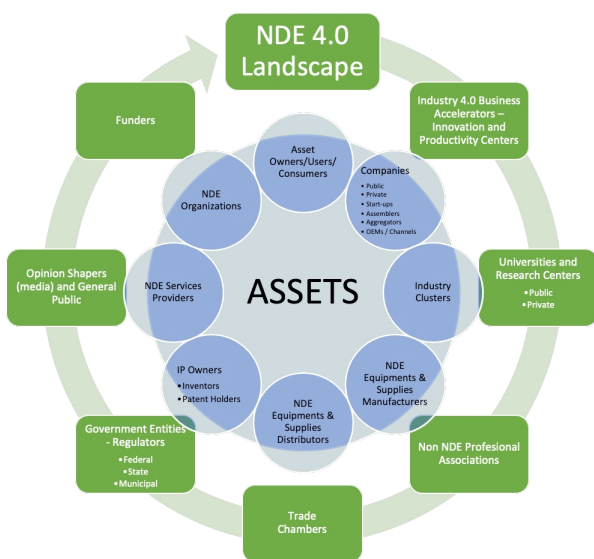 NDE 4.0
Landscape
Industry 4.0 Business
Accelerators –
Innovation and
Productivity Centers
Universities and
Research Centers
•Public
•Private
Non NDE Profesional
Associations
Trade
Chambers
Government Entities
- Regulators
•Federal
•State
•Municipal
Opinion Shapers
(media) and General
Public
Funders
Asset
Owners/Users/
Consumers
Companies
• Public
• Private
• Start-ups
• Assemblers
• Aggregators
• OEMs / Channels
Industry
Clusters
NDE
Equipments &
Supplies
Manufacturers
NDE
Equipments &
Supplies
Distributors
IP Owners
•Inventors
•Patent Holders
NDE Services
Providers
NDE
Organizations
ASSETS